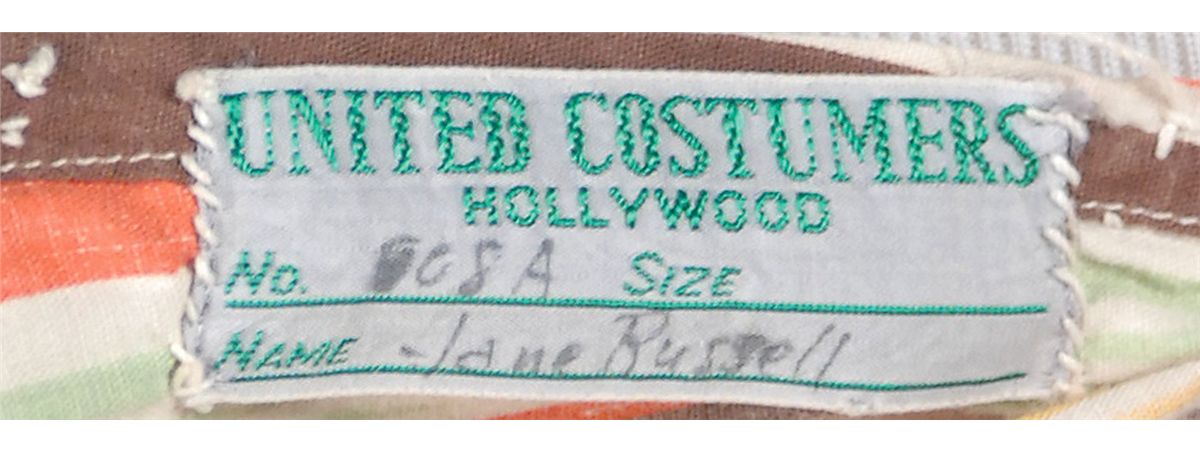 UNITED COSTUMERS
HOLLYWOOD
No. SIZE
NAME Jane Russell